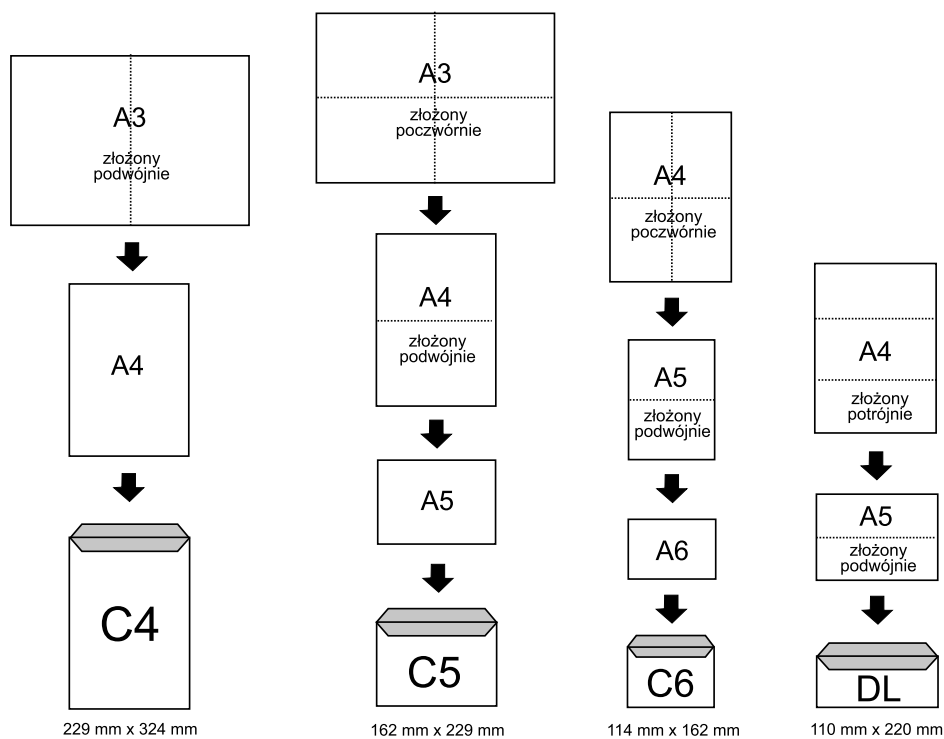 A3
złożony
podwójnie
A4
C4
229 mm x 324 mm
A3
złożony
poczwórnie
A4
złożony
podwójnie
A5
C5
162 mm x 229 mm
A4
złożony
poczwórnie
A5
złożony
podwójnie
A6
C6
114 mm x 162 mm
A4
złożony
potrójnie
A5
złożony
podwójnie
DL
110 mm x 220 mm